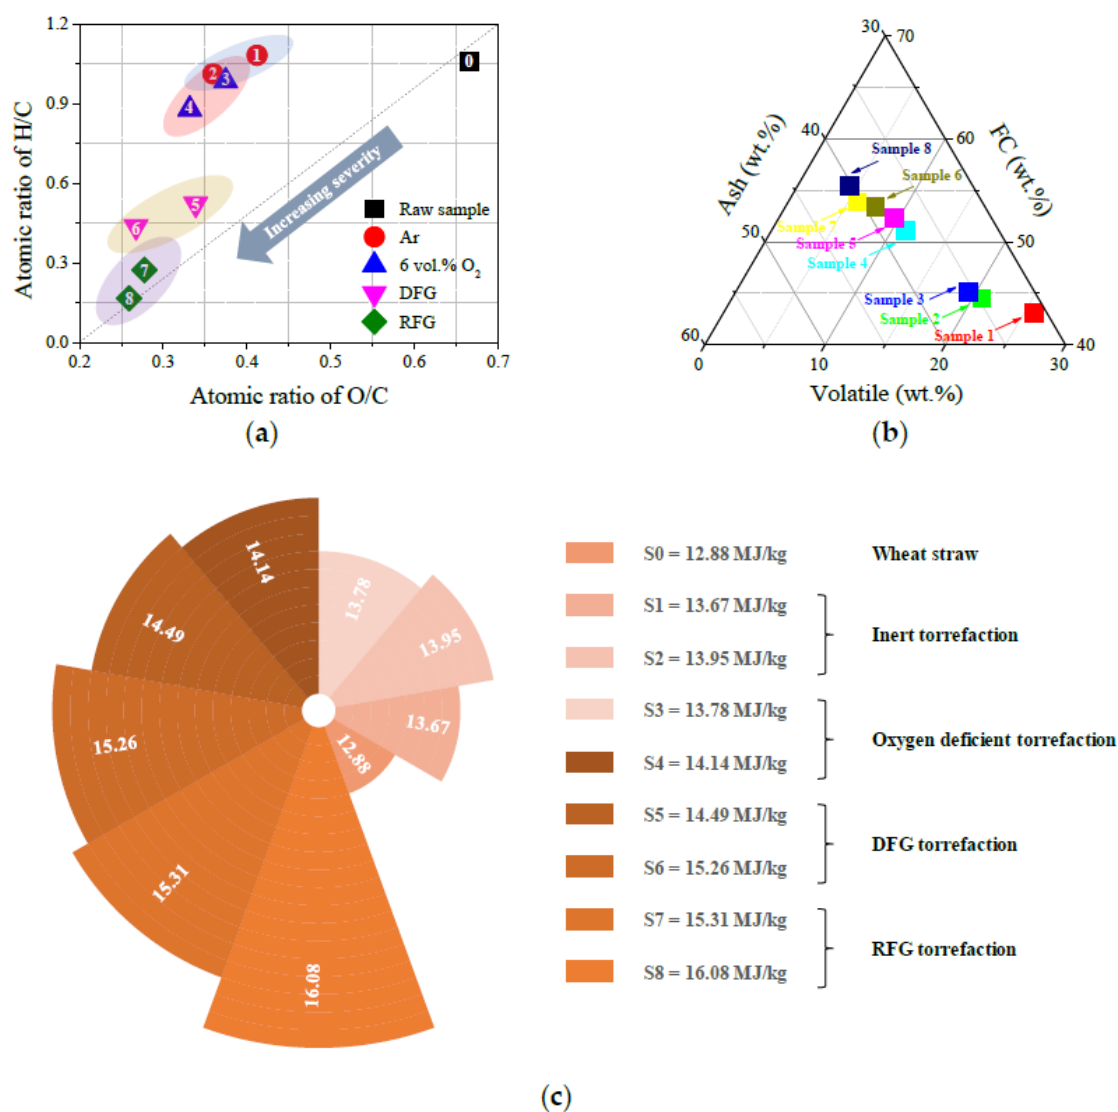 1.2
0.9
0.6
0.3
0.0
0.2
0.3
0.4
0.5
0.6
0.7
Atomic ratio of H/C
Atomic ratio of O/C
0
1
2
3
4
5
6
7
8
Increasing severity
Raw sample
Ar
6 vol.% O₂
DFG
RFG
(a)
30
70
40
60
50
50
60
40
0
10
20
30
Ash (wt.%)
FC (wt.%)
Volatile (wt.%)
Sample 8
Sample 6
Sample 7
Sample 5
Sample 4
Sample 3
Sample 2
Sample 1
(b)
14.14
13.78
14.49
13.95
15.26
13.67
12.88
15.31
16.08
S0 = 12.88 MJ/kg
Wheat straw
S1 = 13.67 MJ/kg
Inert torrefaction
S2 = 13.95 MJ/kg
S3 = 13.78 MJ/kg
Oxygen deficient torrefaction
S4 = 14.14 MJ/kg
S5 = 14.49 MJ/kg
DFG torrefaction
S6 = 15.26 MJ/kg
S7 = 15.31 MJ/kg
RFG torrefaction
S8 = 16.08 MJ/kg
(c)